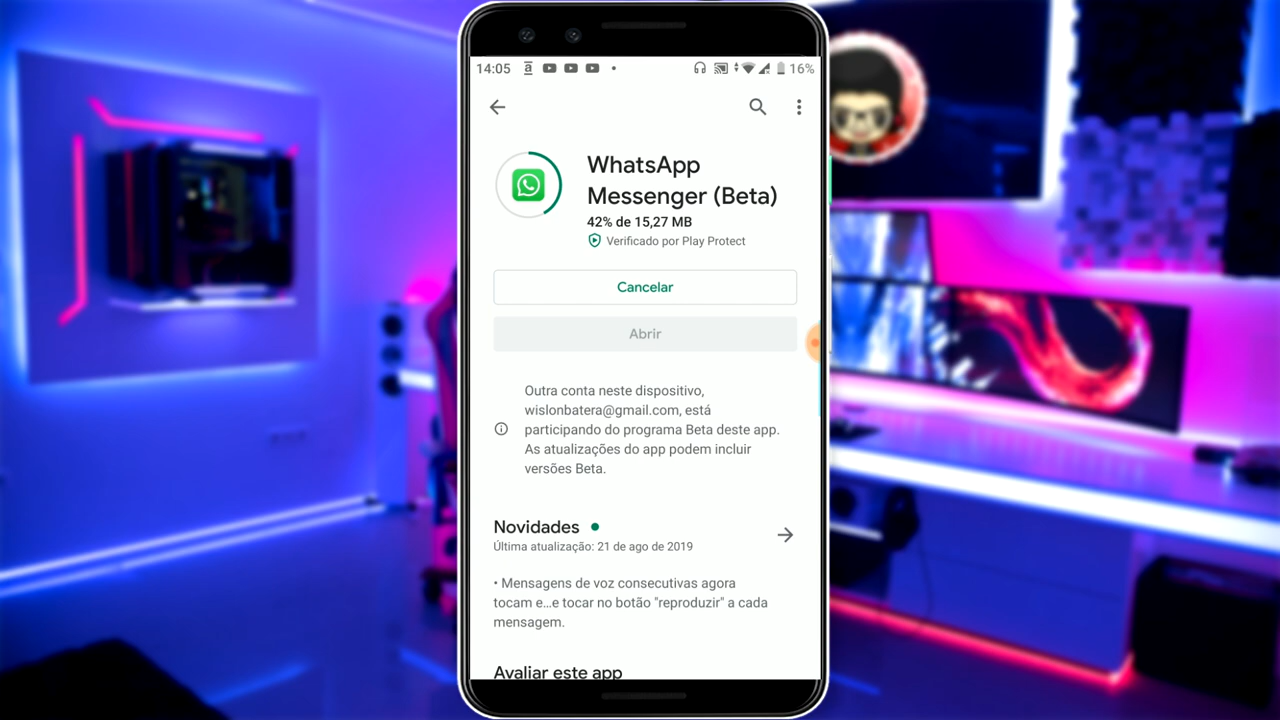 14:05
16%
WhatsApp
Messenger (Beta)
42% de 15,27 MB
Verificado por Play Protect
Cancelar
Abrir
Outra conta neste dispositivo,
wislonbatera@gmail.com, está
participando do programa Beta deste app.
As atualizações do app podem incluir
versões Beta.
Novidades
Última atualização: 21 de ago de 2019
• Mensagens de voz consecutivas agora
tocam e...e tocar no botão "reproduzir" a cada
mensagem.
Avaliar este app